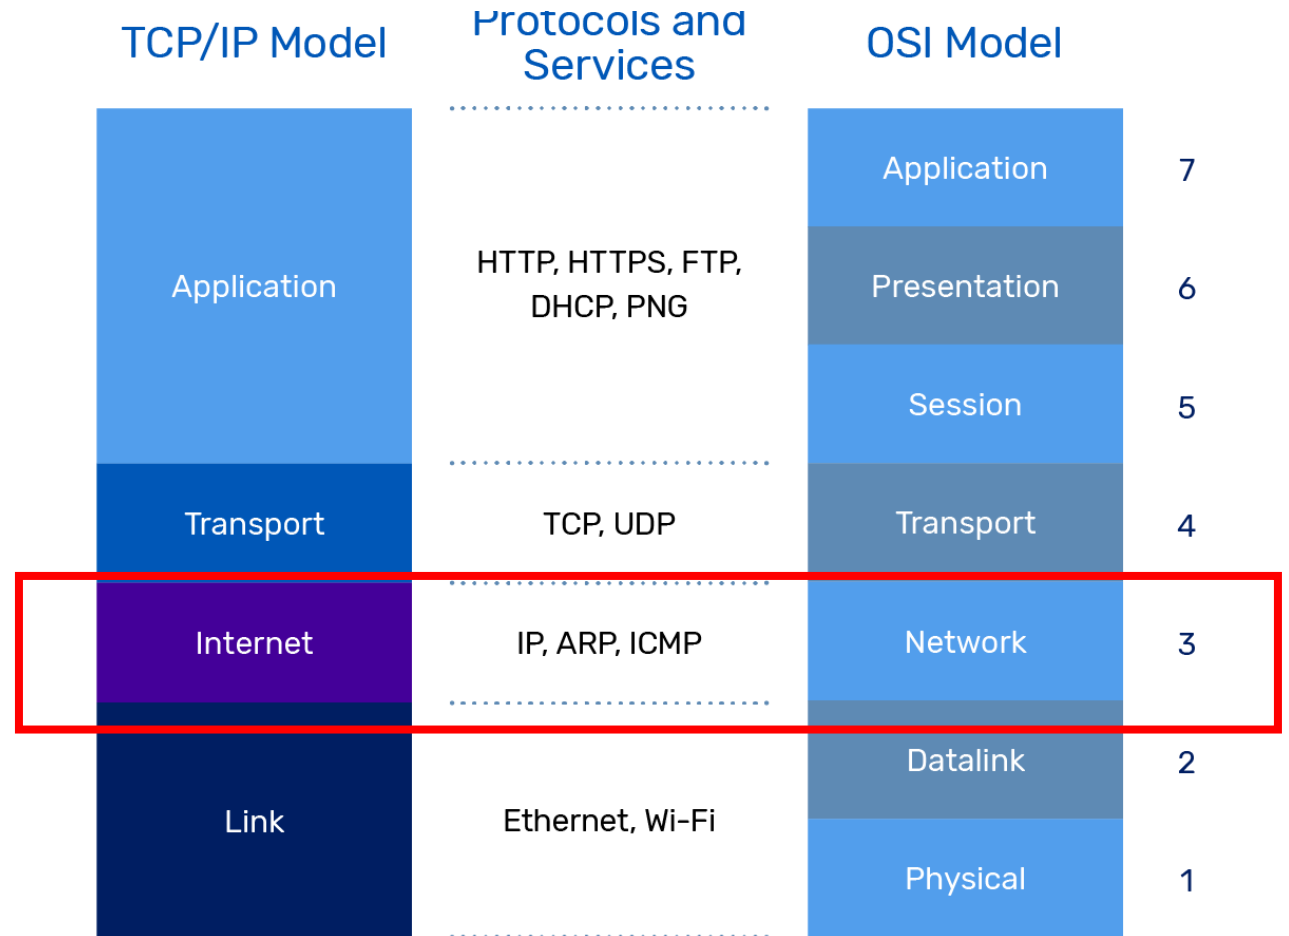 TCP/IP Model
Protocols and
Services
OSI Model
Application
HTTP, HTTPS, FTP,
DHCP, PNG
Application
7
Presentation
6
Session
5
Transport
TCP, UDP
Transport
4
Internet
IP, ARP, ICMP
Network
3
Link
Ethernet, Wi-Fi
Datalink
2
Physical
1